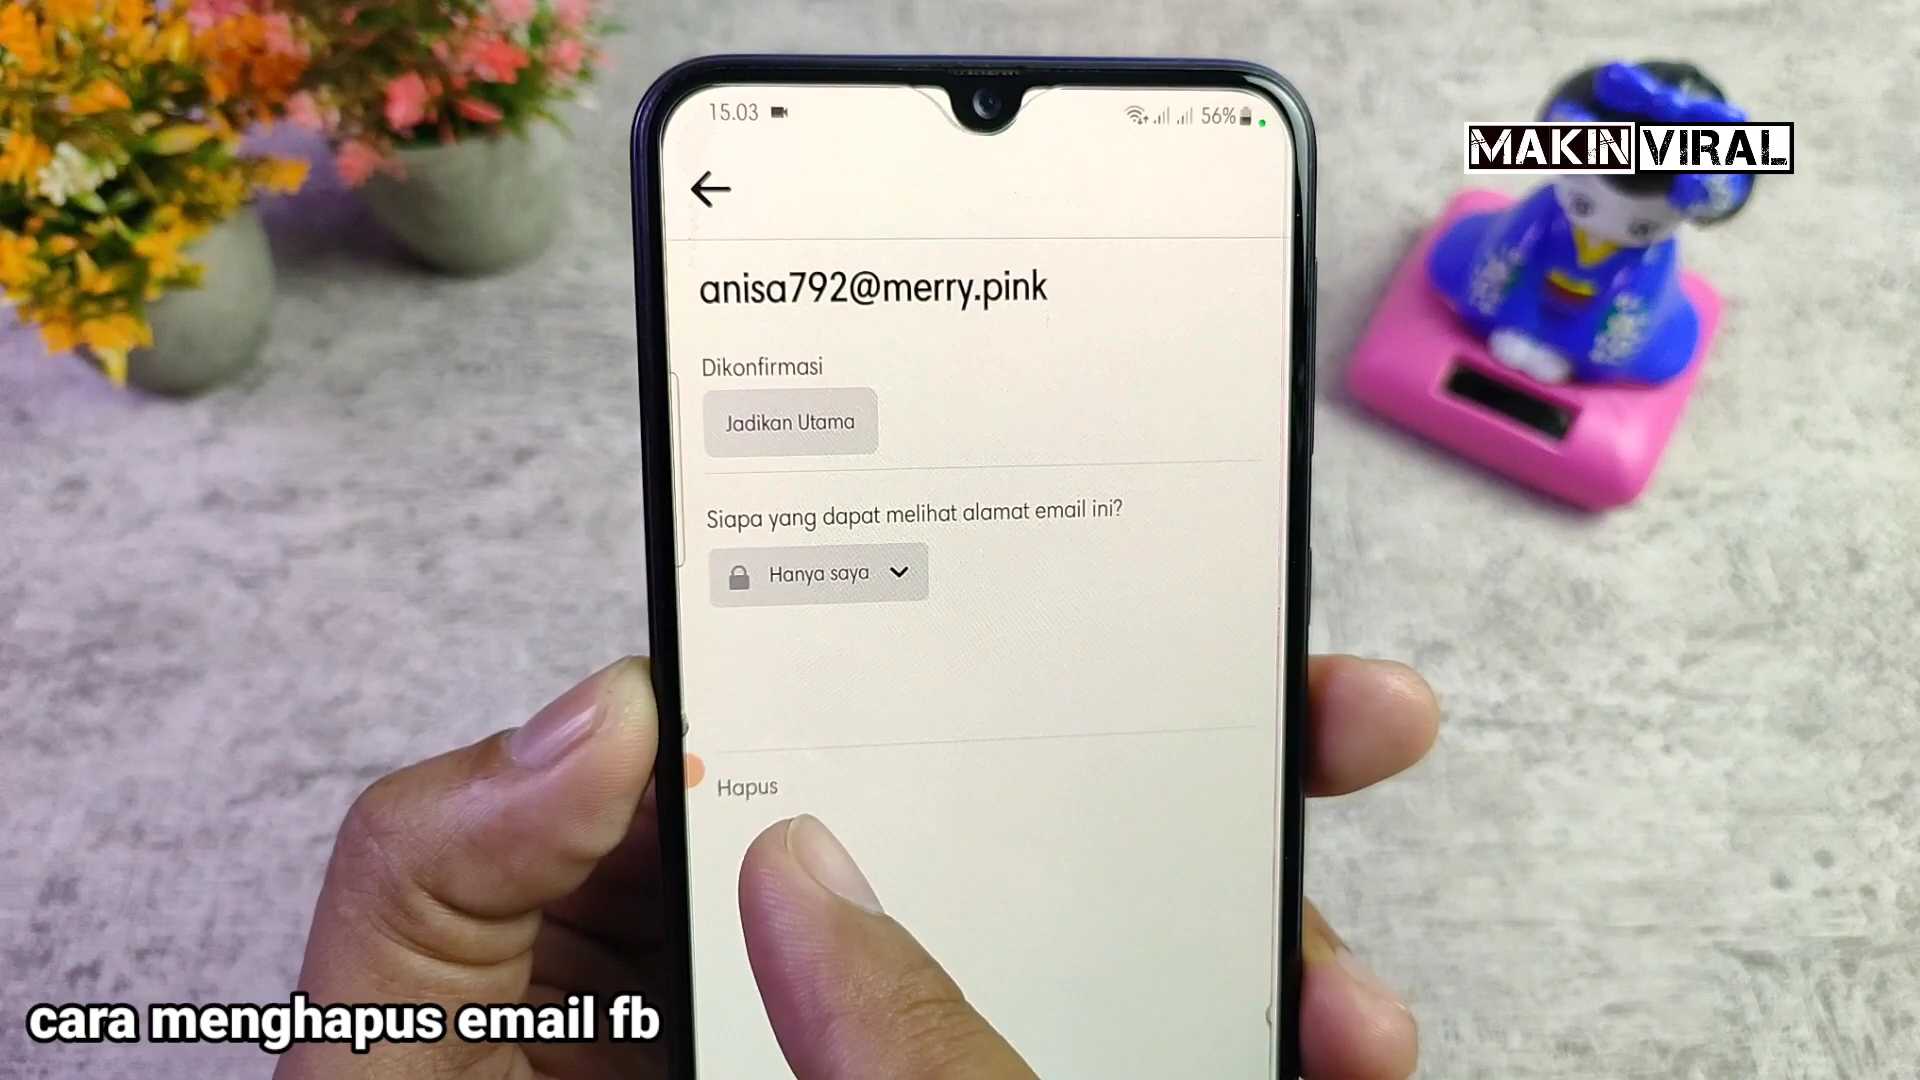 15.03
56%
MAKIN VIRAL
anisa792@merry.pink
Dikonfirmasi
Jadikan Utama
Siapa yang dapat melihat alamat email ini?
Hanya saya
Hapus
cara menghapus email fb